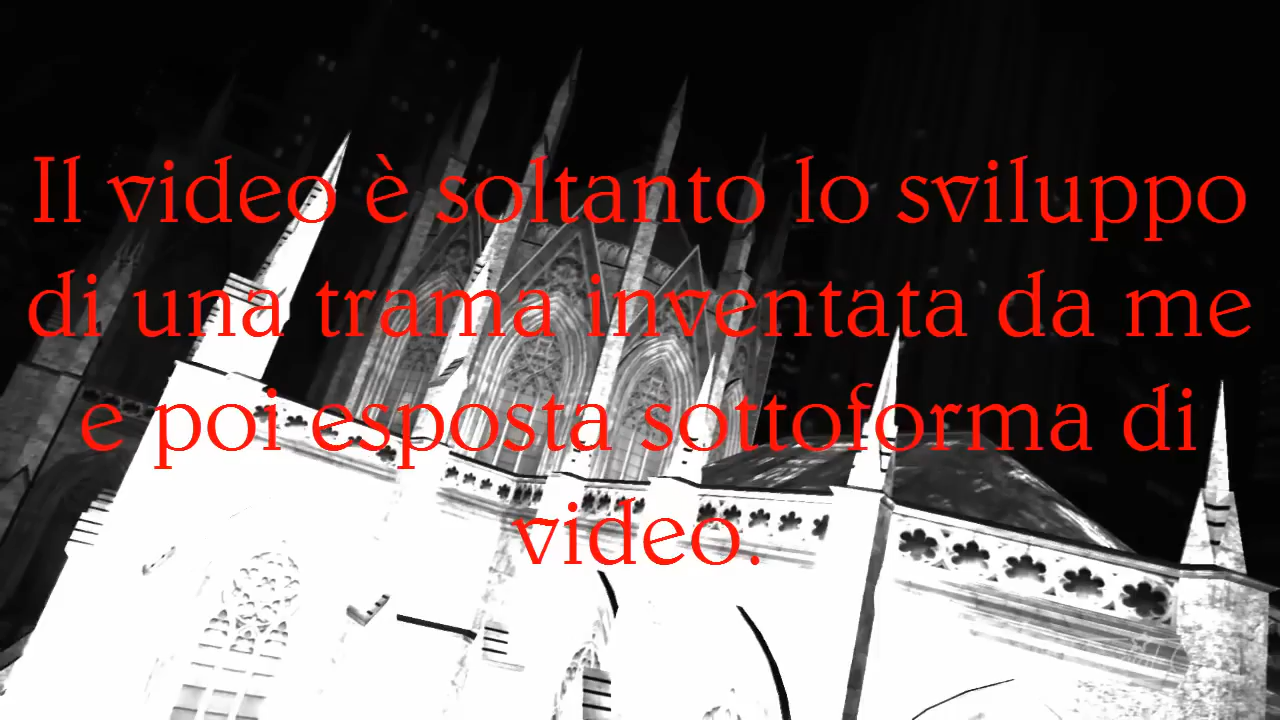 Il video è soltanto lo sviluppo
di una trama inventata da me
e poi esposta sottoforma di
video.